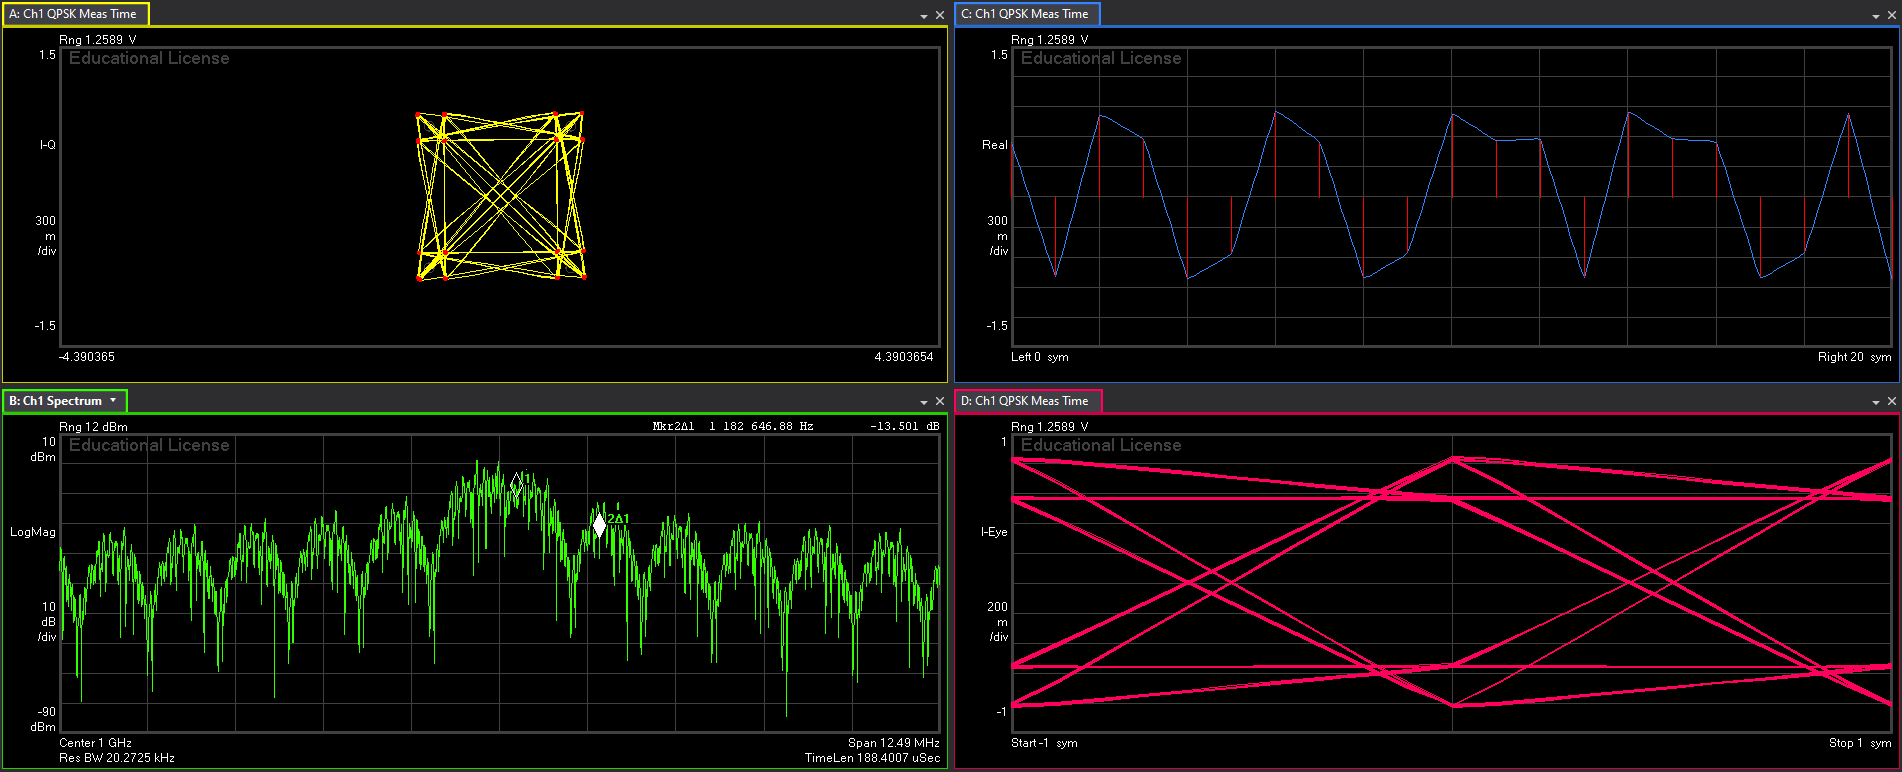 A: Ch1 QPSK Meas Time
Rng 1.2589 V
1.5
Educational License
I-Q
300
m
/div
-1.5
-4.390365
4.3903654
C: Ch1 QPSK Meas Time
Rng 1.2589 V
1.5
Educational License
Real
300
m
/div
-1.5
Left 0 sym
Right 20 sym
B: Ch1 Spectrum
Rng 12 dBm
Mkr2Δ1 1 182 646.88 Hz -13.501 dB
10
dBm
Educational License
1
1
2Δ1
LogMag
10
dB
/div
-90
dBm
Center 1 GHz
Span 12.49 MHz
Res BW 20.2725 kHz
TimeLen 188.4007 uSec
D: Ch1 QPSK Meas Time
Rng 1.2589 V
1
Educational License
I-Eye
200
m
/div
-1
Start -1 sym
Stop 1 sym